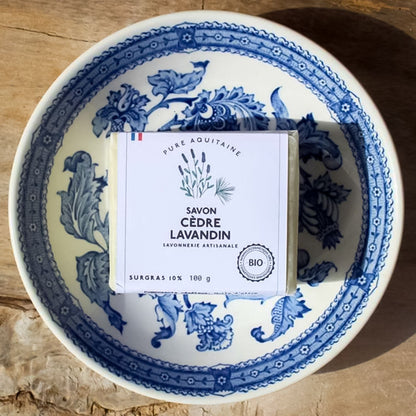 PURE AQUITAINE
SAVON
CÈDRE
LAVANDIN
SAVONNERIE ARTISANALE
BIO
SURGRAS 10% 100 g